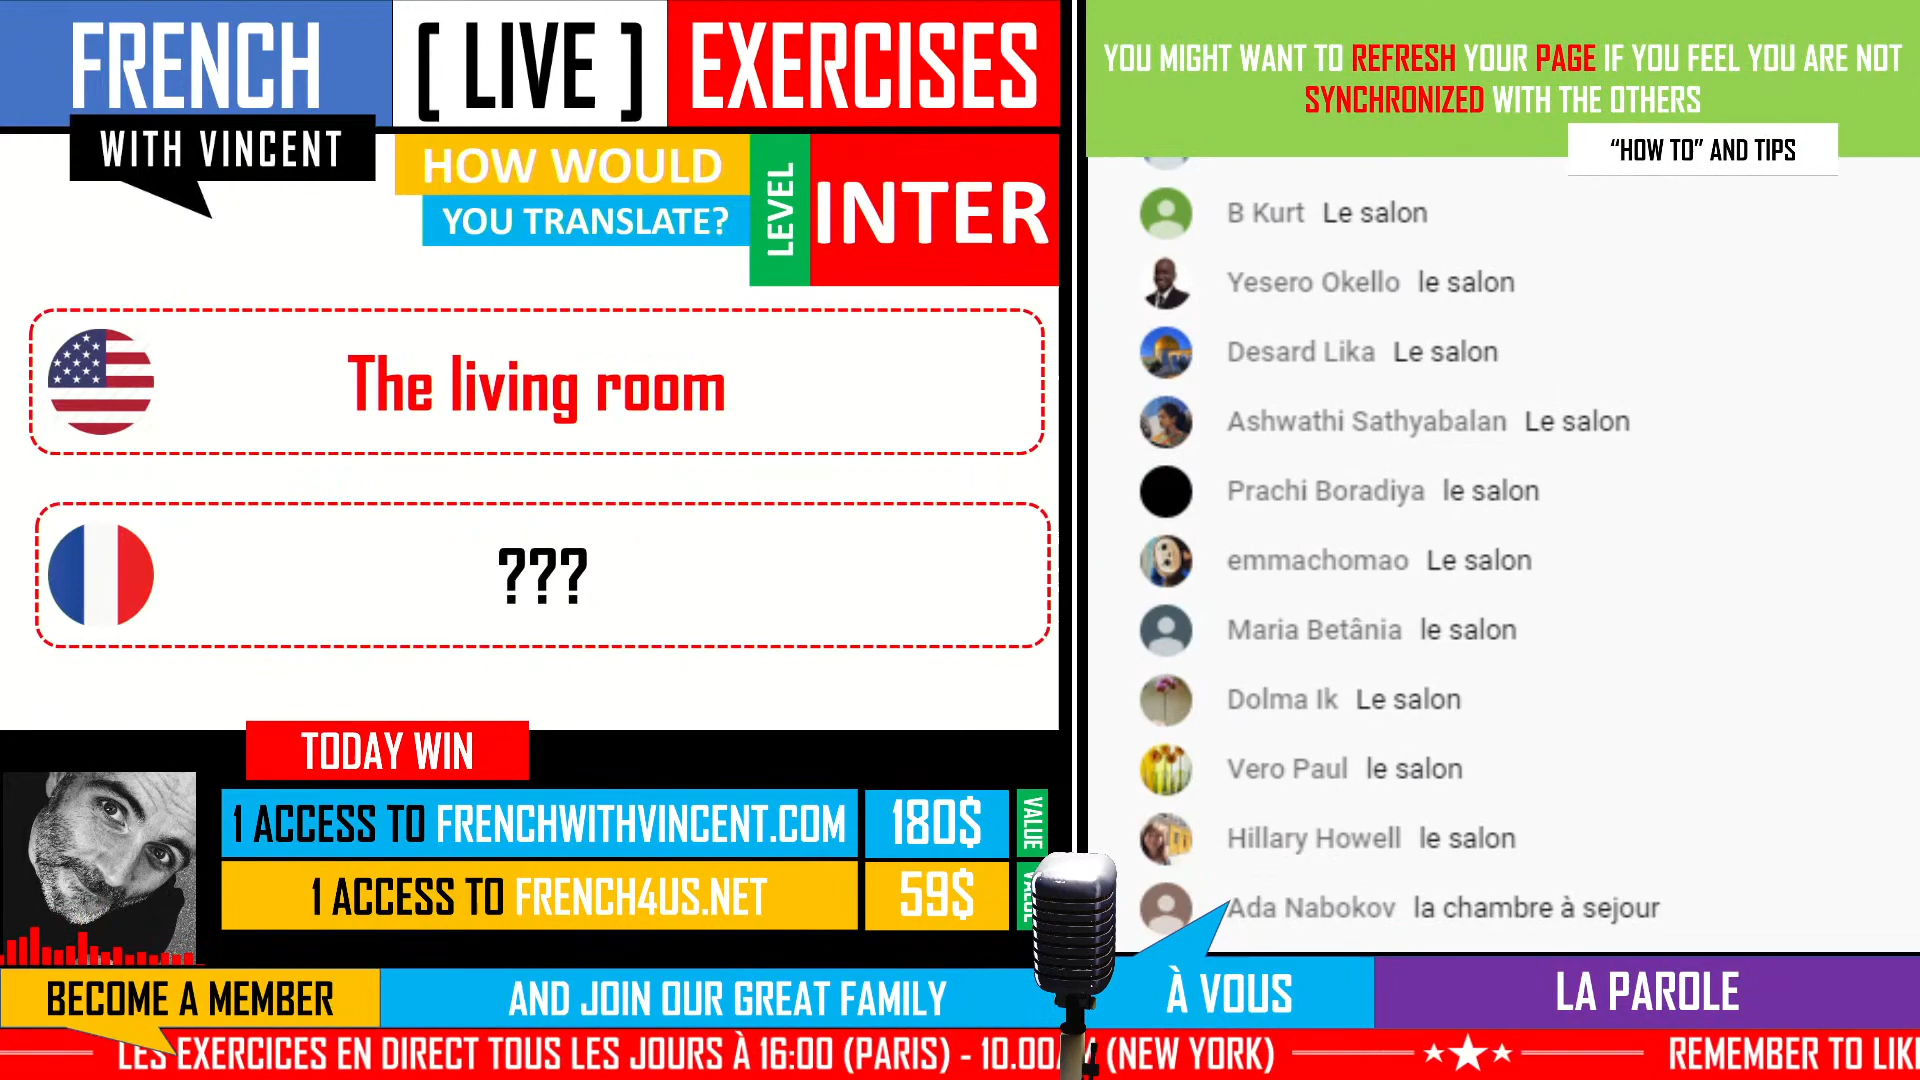 FRENCH
[ LIVE ]
EXERCISES
WITH VINCENT
HOW WOULD
YOU TRANSLATE?
LEVEL
INTER
The living room
???
TODAY WIN
1 ACCESS TO FRENCHWITHVINCENT.COM 180$ VALUE
1 ACCESS TO FRENCH4US.NET 59$ VALUE
BECOME A MEMBER
AND JOIN OUR GREAT FAMILY
YOU MIGHT WANT TO REFRESH YOUR PAGE IF YOU FEEL YOU ARE NOT
SYNCHRONIZED WITH THE OTHERS
“HOW TO” AND TIPS
B Kurt Le salon
Yesero Okello le salon
Desard Lika Le salon
Ashwathi Sathyabalan Le salon
Prachi Boradiya le salon
emmachomao Le salon
Maria Betânia le salon
Dolma Ik Le salon
Vero Paul le salon
Hillary Howell le salon
Ada Nabokov la chambre à sejour
À VOUS
LA PAROLE
LES EXERCICES EN DIRECT TOUS LES JOURS À 16:00 (PARIS) - 10.00 (NEW YORK) REMEMBER TO LIK